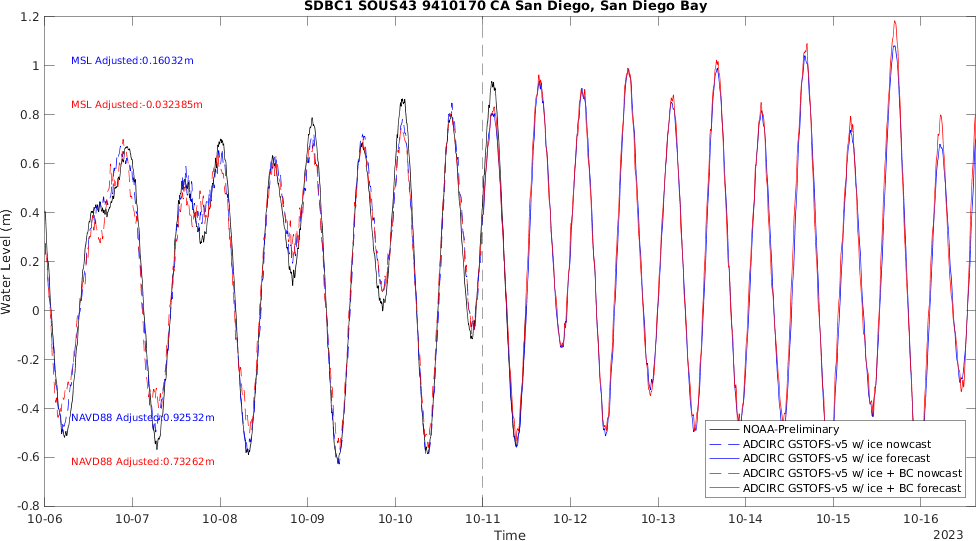 SDBC1 SOUS43 9410170 CA San Diego, San Diego Bay
1.2
1
0.8
0.6
0.4
0.2
0
-0.2
-0.4
-0.6
-0.8
Water Level (m)
MSL Adjusted:0.16032m
MSL Adjusted:-0.032385m
NAVD88 Adjusted:0.92532m
NAVD88 Adjusted:0.73262m
NOAA-Preliminary
ADCIRC GSTOFS-v5 w/ ice nowcast
ADCIRC GSTOFS-v5 w/ ice forecast
ADCIRC GSTOFS-v5 w/ ice + BC nowcast
ADCIRC GSTOFS-v5 w/ ice + BC forecast
10-06 10-07 10-08 10-09 10-10 10-11 10-12 10-13 10-14 10-15 10-16
Time
2023